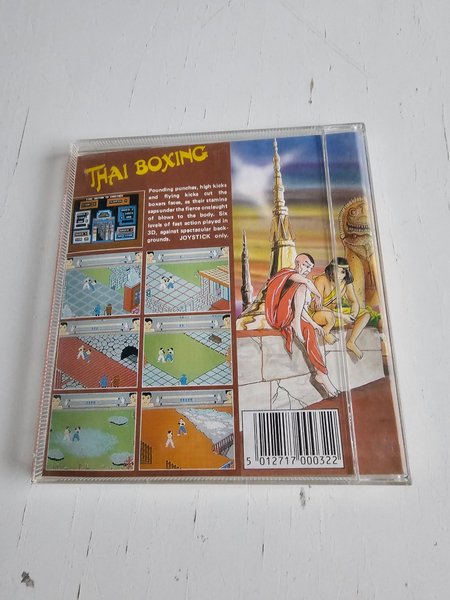 THAI BOXING
Pounding punches, high kicks
and flying kicks cut the
boxers faces, as their stamina
saps under the fierce onslaught
of blows to the body. Six
levels of fast action played in
3D, against spectacular back-
grounds. JOYSTICK only.
5 012717 000322